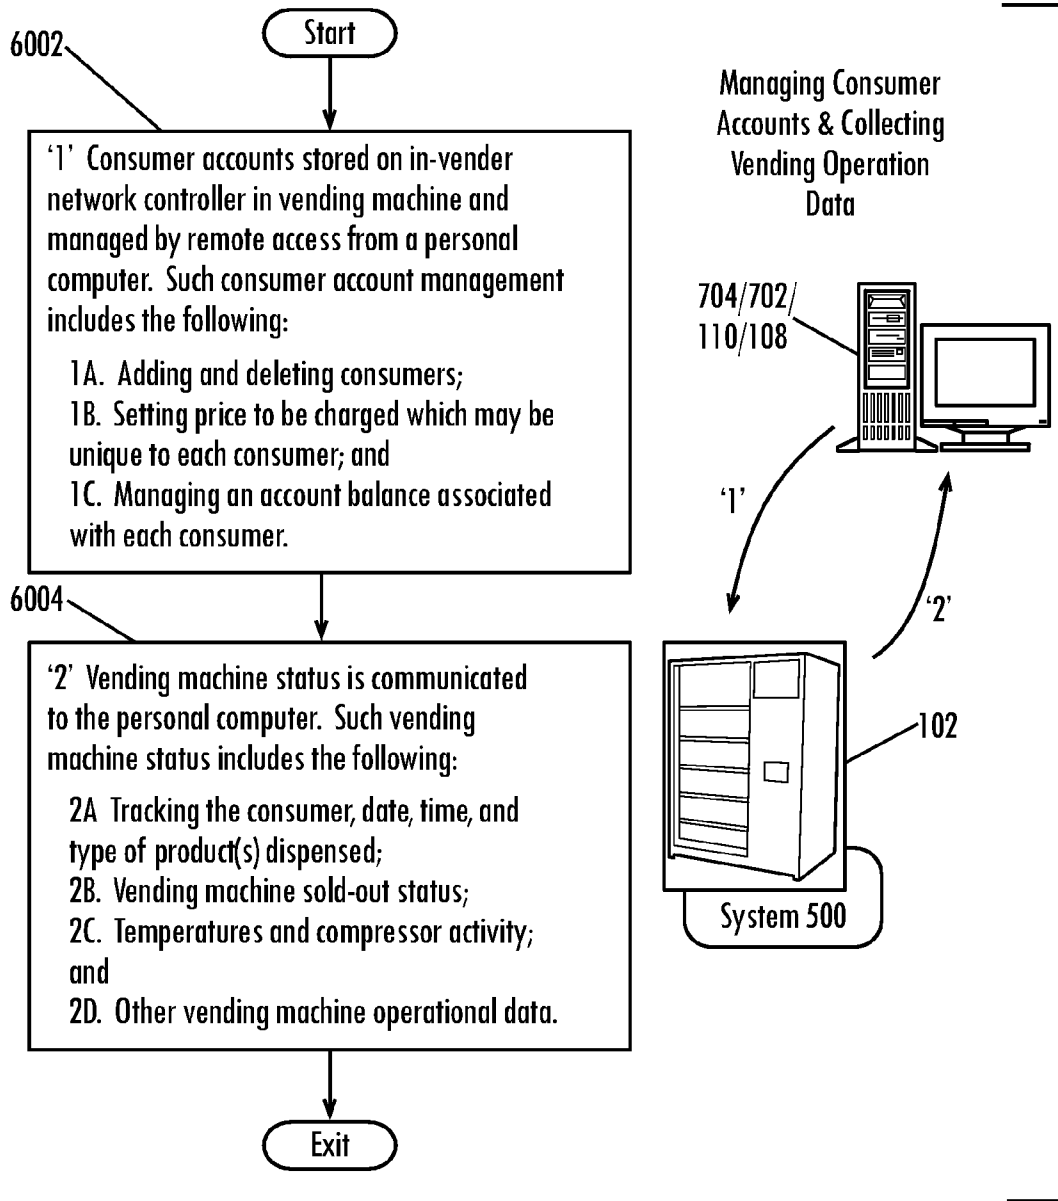 Start
6002
'1' Consumer accounts stored on in-vender
network controller in vending machine and
managed by remote access from a personal
computer. Such consumer account management
includes the following:
1A. Adding and deleting consumers;
1B. Setting price to be charged which may be
unique to each consumer; and
1C. Managing an account balance associated
with each consumer.
6004
'2' Vending machine status is communicated
to the personal computer. Such vending
machine status includes the following:
2A Tracking the consumer, date, time, and
type of product(s) dispensed;
2B. Vending machine sold-out status;
2C. Temperatures and compressor activity;
and
2D. Other vending machine operational data.
Exit
Managing Consumer
Accounts & Collecting
Vending Operation
Data
704/702/
110/108
'1'
'2'
102
System 500